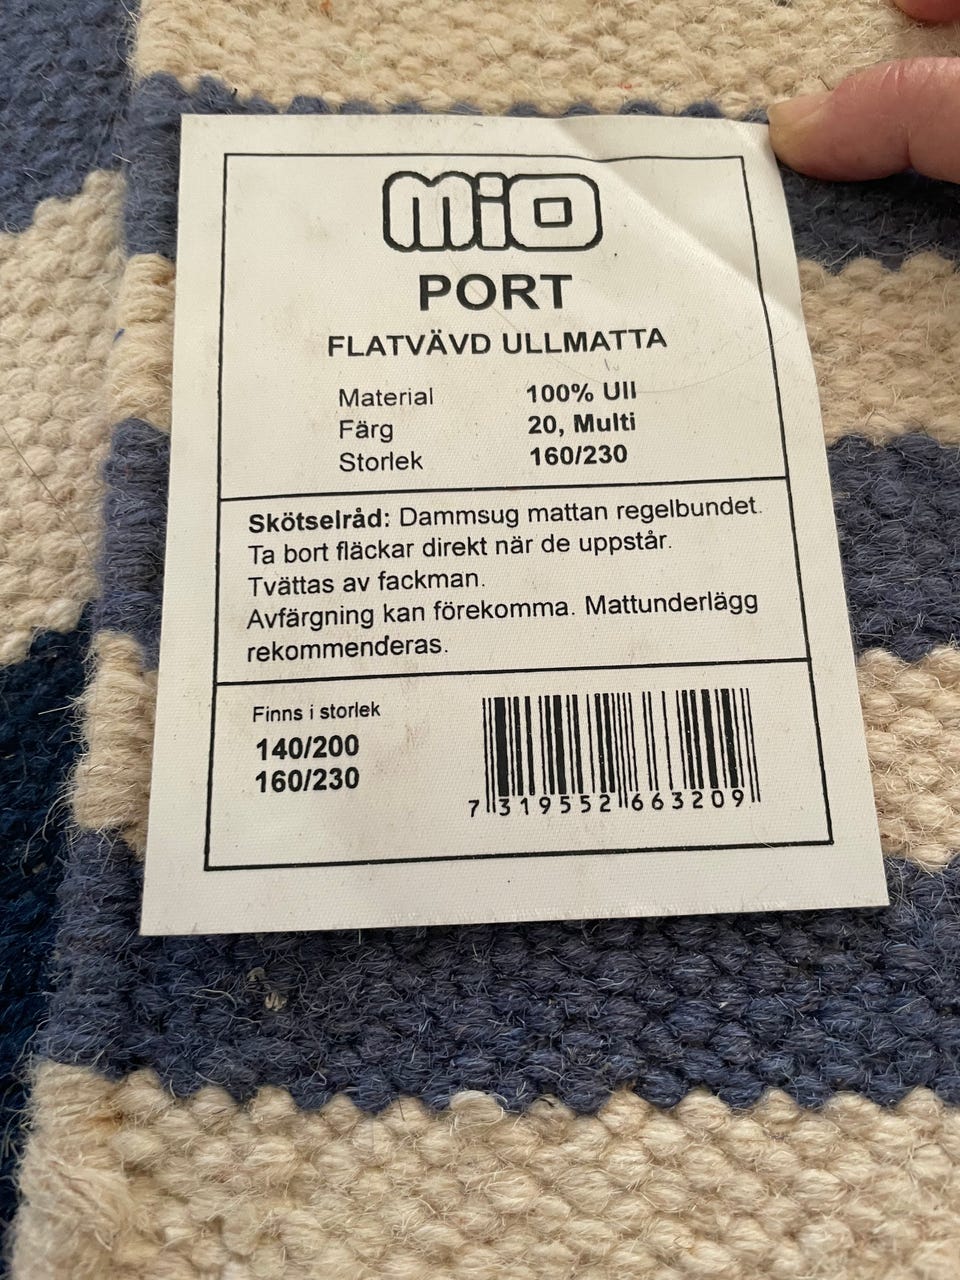 mio
PORT
FLATVÄVD ULLMATTA
Material 100% Ull
Färg 20, Multi
Storlek 160/230
Skötselråd: Dammsug mattan regelbundet.
Ta bort fläckar direkt när de uppstår.
Tvättas av fackman.
Avfärgning kan förekomma. Mattunderlägg
rekommenderas.
Finns i storlek
140/200
160/230
7 319552 663209